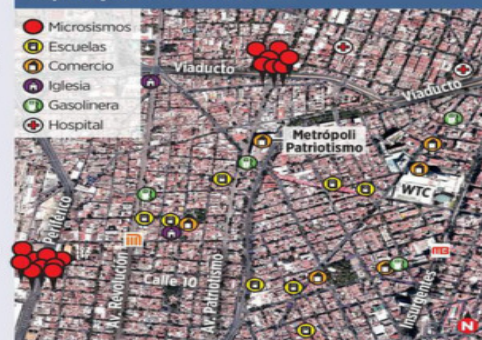 Microsismos
Escuelas
Comercio
Iglesia
Gasolinera
Hospital
Viaducto
Viaducto
Metrópoli
Patriotismo
WTC
Periférico
Av. Revolución
Calle 10
Av. Patriotismo
Insurgentes
N